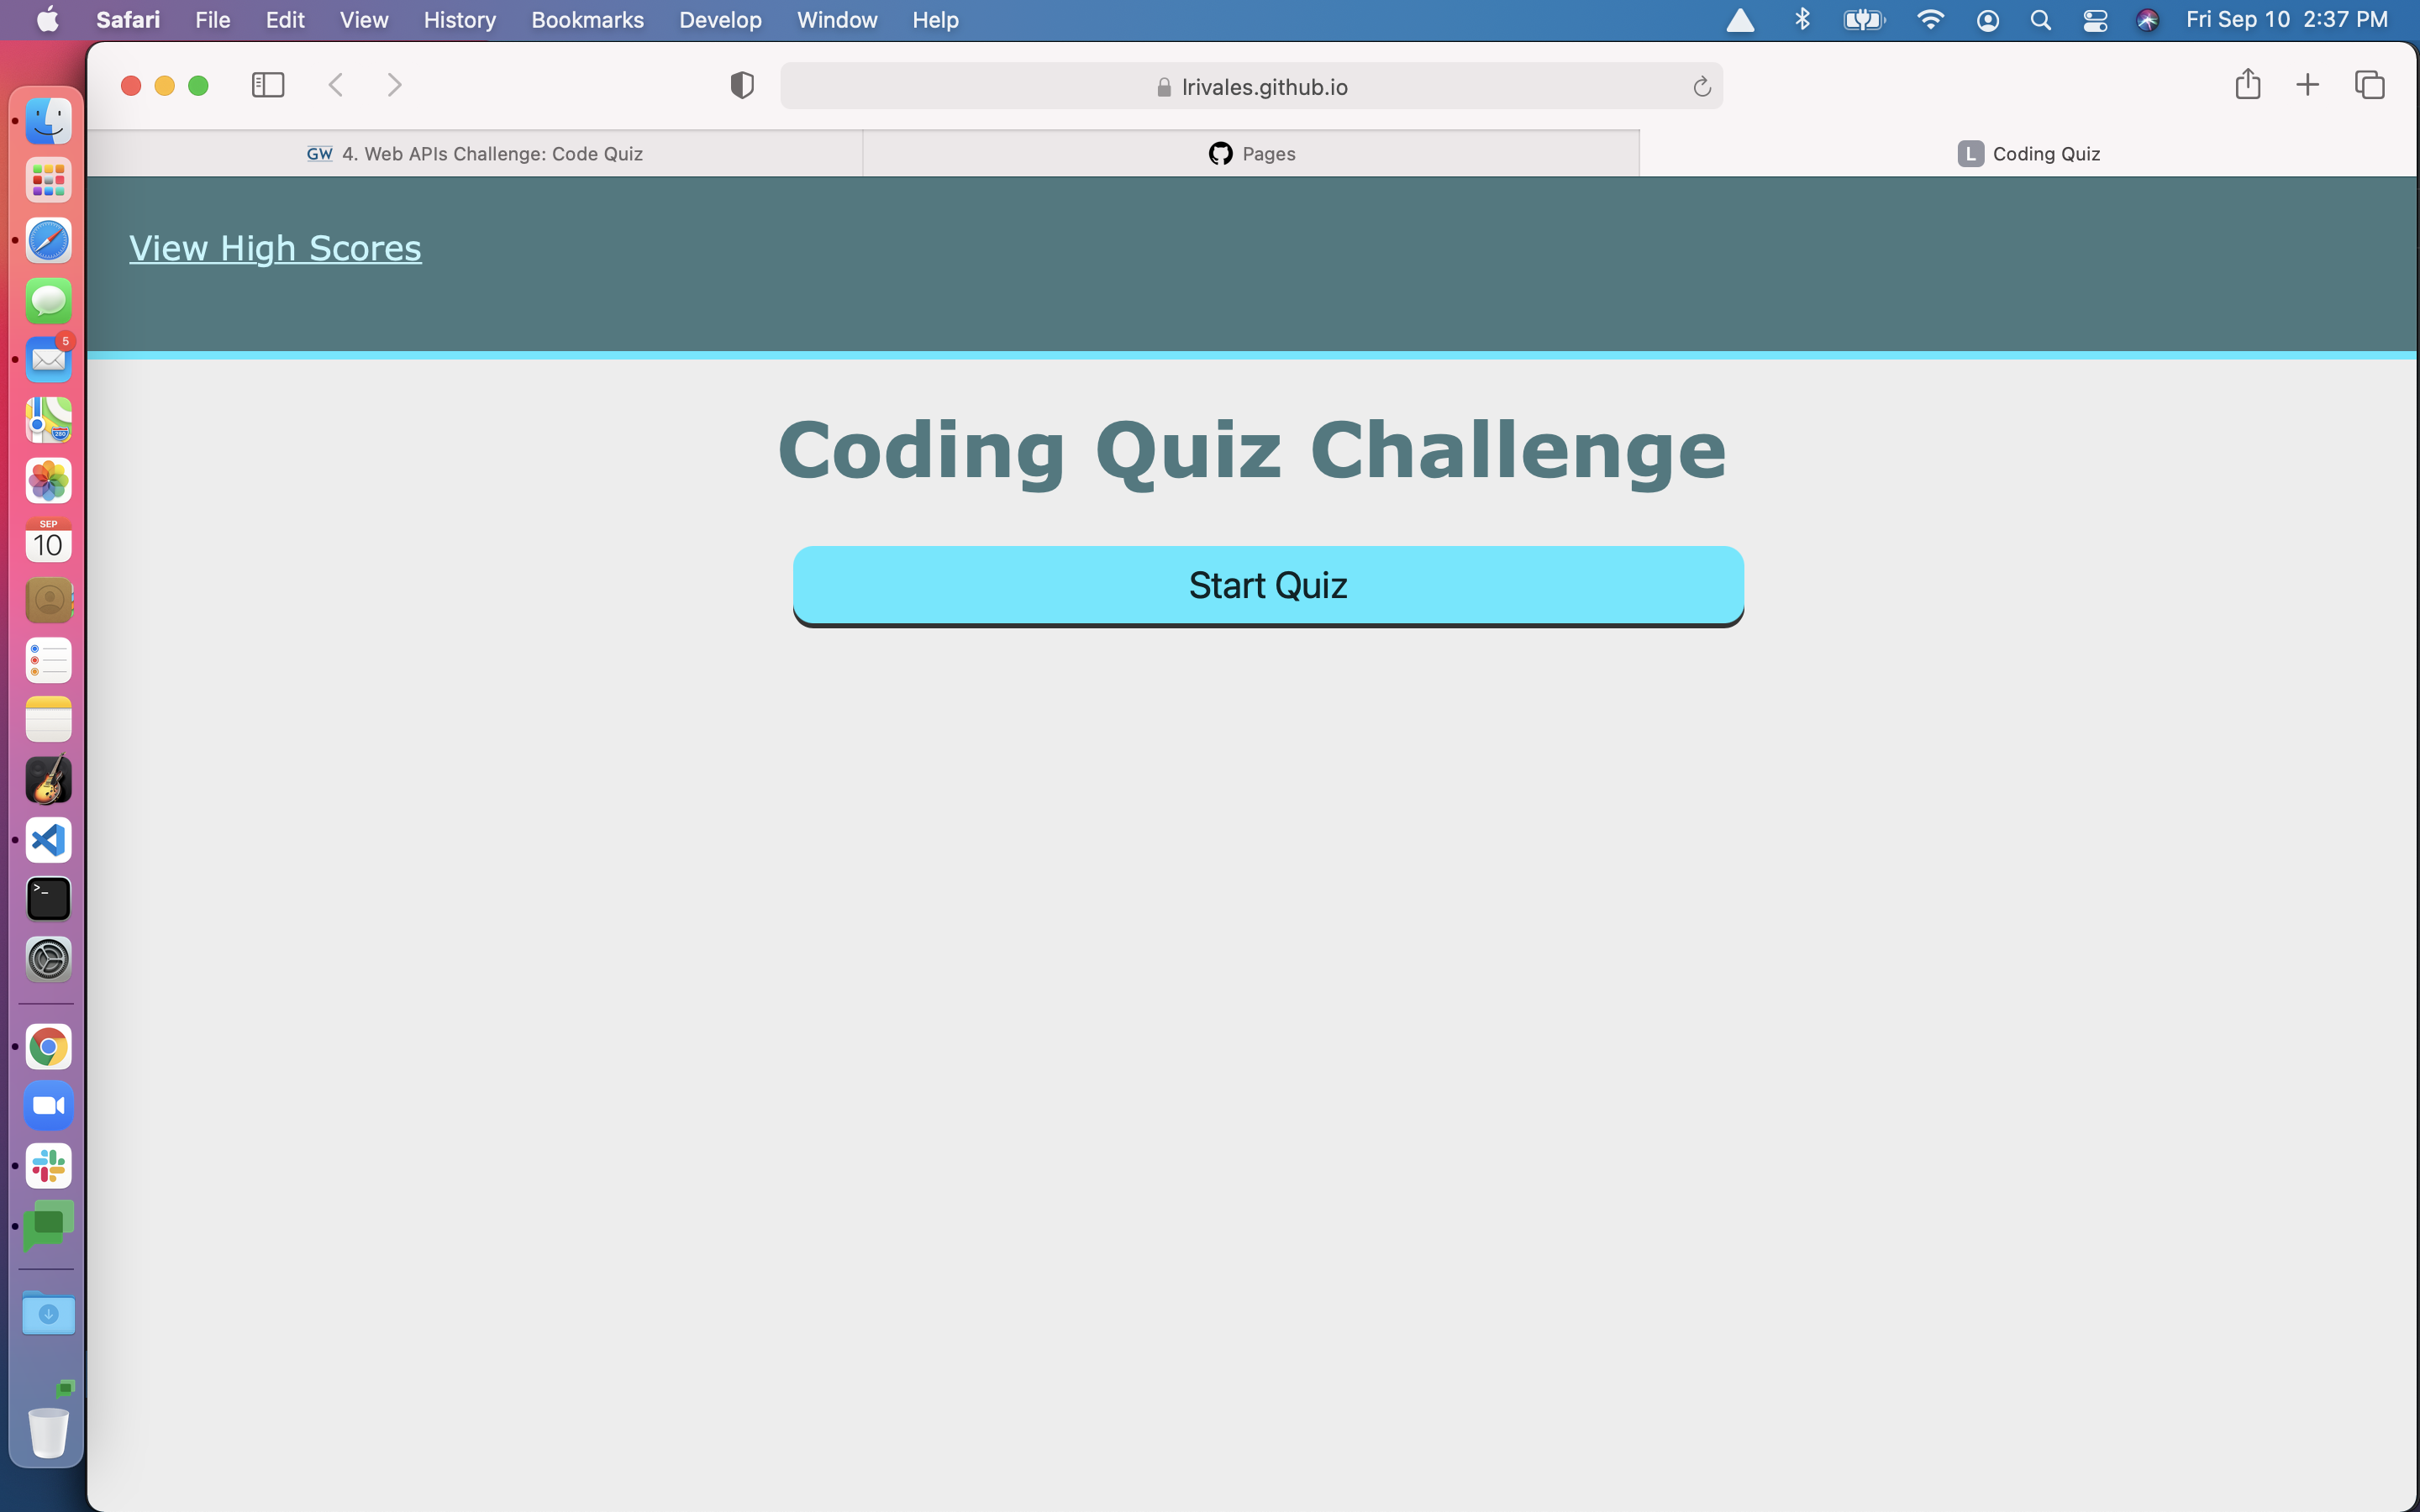 Safari File Edit View History Bookmarks Develop Window Help Fri Sep 10 2:37 PM
lrivales.github.io
GW 4. Web APIs Challenge: Code Quiz Pages L Coding Quiz
View High Scores
Coding Quiz Challenge
Start Quiz
5
280
SEP
10
>_